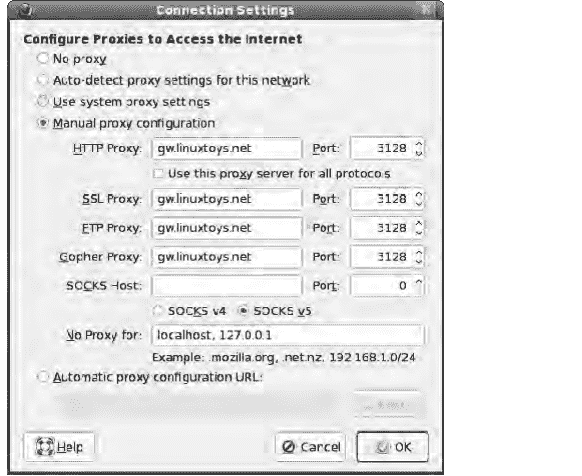 Connection Settings
Configure Proxies to Access the Internet
No proxy
Auto-detect proxy settings for this network
Use system proxy settings
Manual proxy configuration
HTTP Proxy: gw.linuxtoys.net Port: 3128
Use this proxy server for all protocols
SSL Proxy: gw.linuxtoys.net Port: 3128
FTP Proxy: gw.linuxtoys.net Port: 3128
Gopher Proxy: gw.linuxtoys.net Port: 3128
SOCKS Host: Port: 0
SOCKS v4 SOCKS v5
No Proxy for: localhost, 127.0.0.1
Example: .mozilla.org, .net.nz, 192.168.1.0/24
Automatic proxy configuration URL:
Help Cancel OK